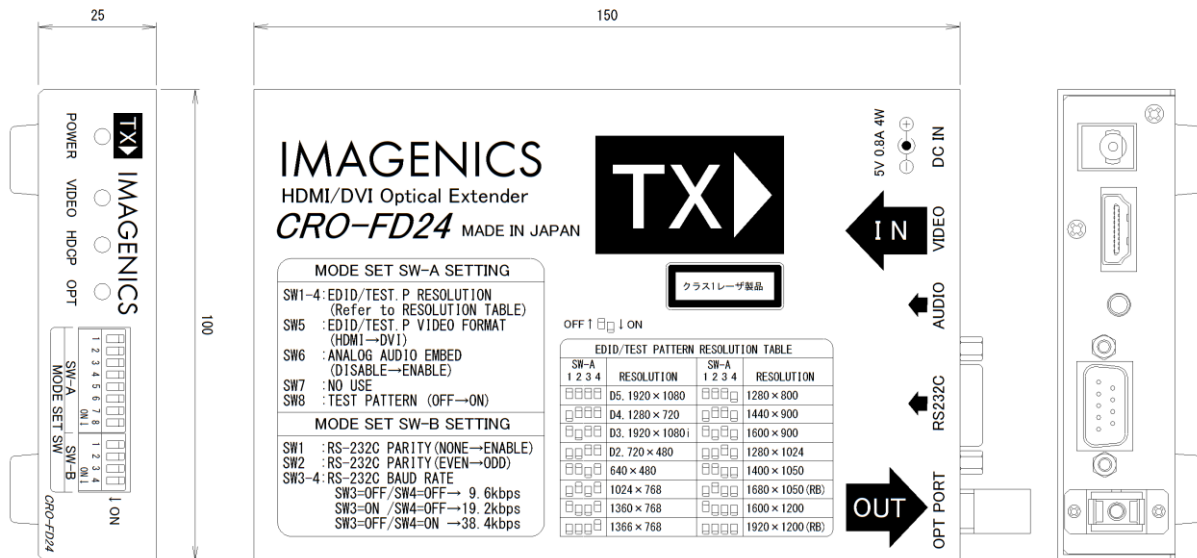 25
150
100
TX
IMAGENICS
POWER
VIDEO
HDCP
OPT
1 2 3 4 5 6 7 8
ON↓
SW-A
1 2 3 4
ON↓
SW-B
MODE SET SW
↓ON
CRO-FD24
IMAGENICS
HDMI/DVI Optical Extender
CRO-FD24 MADE IN JAPAN
TX
クラス1レーザ製品
MODE SET SW-A SETTING
SW1-4:EDID/TEST.P RESOLUTION
(Refer to RESOLUTION TABLE)
SW5 :EDID/TEST.P VIDEO FORMAT
(HDMI→DVI)
SW6 :ANALOG AUDIO EMBED
(DISABLE→ENABLE)
SW7 :NO USE
SW8 :TEST PATTERN (OFF→ON)
MODE SET SW-B SETTING
SW1 :RS-232C PARITY(NONE→ENABLE)
SW2 :RS-232C PARITY(EVEN→ODD)
SW3-4:RS-232C BAUD RATE
SW3=OFF/SW4=OFF→ 9.6kbps
SW3=ON /SW4=OFF→19.2kbps
SW3=OFF/SW4=ON →38.4kbps
OFF↑ ↓ON
EDID/TEST PATTERN RESOLUTION TABLE
SW-A 1 2 3 4 RESOLUTION SW-A 1 2 3 4 RESOLUTION
D5.1920×1080 1280×800
D4.1280×720 1440×900
D3.1920×1080i 1600×900
D2.720×480 1280×1024
640×480 1400×1050
1024×768 1680×1050(RB)
1360×768 1600×1200
1366×768 1920×1200(RB)
5V 0.8A 4W
DC IN
IN
VIDEO
AUDIO
RS232C
OUT
OPT PORT